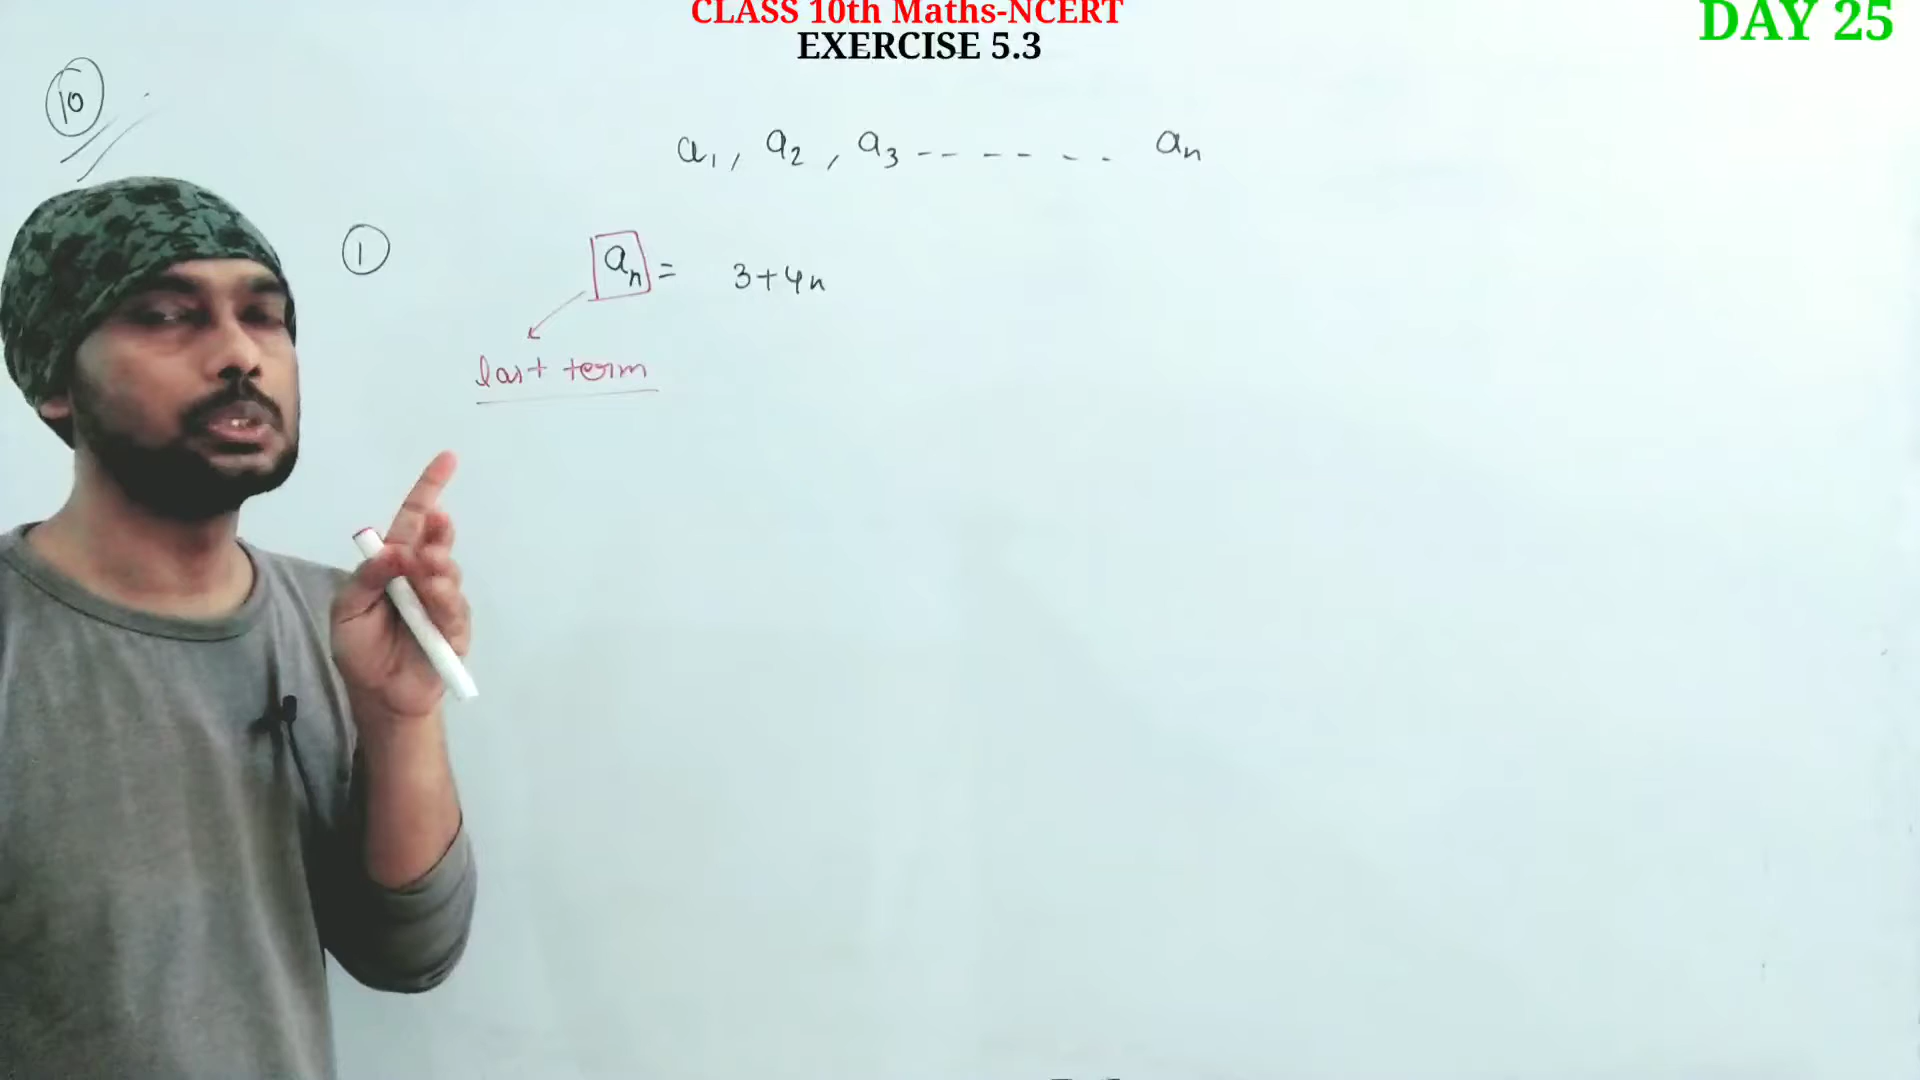 CLASS 10th Maths-NCERT
EXERCISE 5.3
DAY 25
10
a₁, a₂, a₃ - - - - - - - aₙ
① aₙ = 3+4n
last term